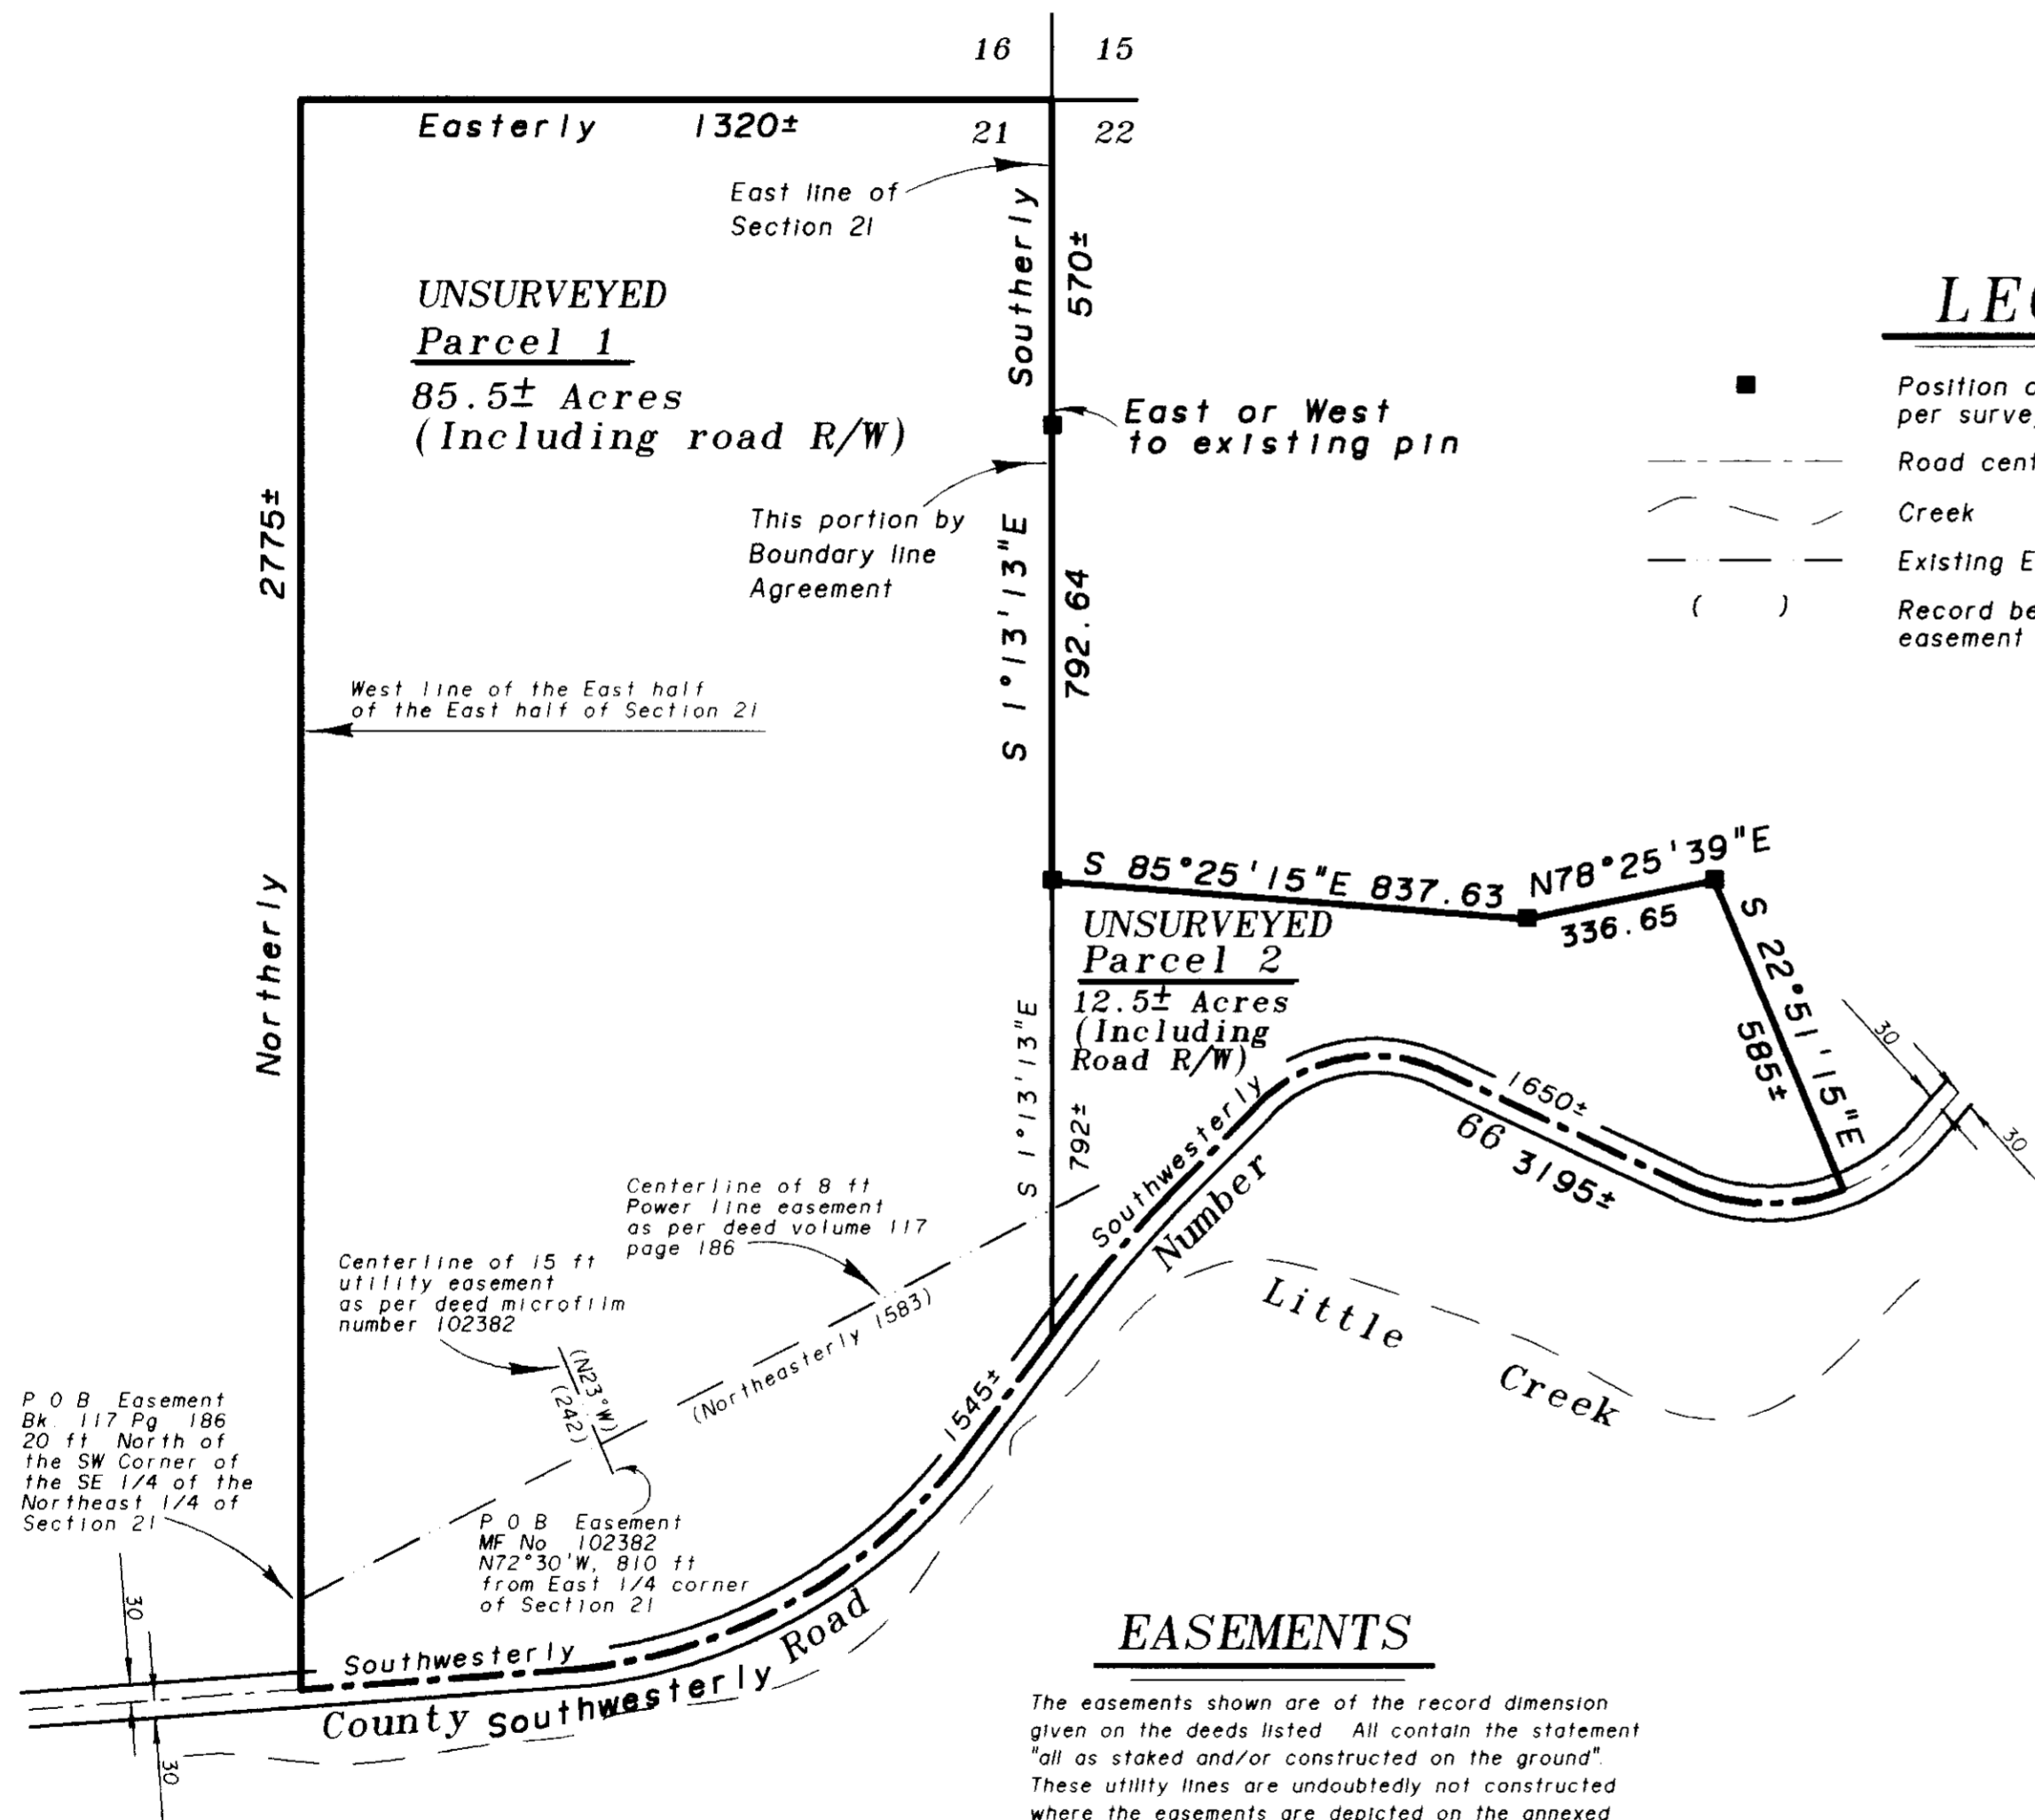 16 15
Easterly 1320±
21 22
East line of
Section 21
Southerly
570±
UNSURVEYED
Parcel 1
85.5± Acres
(Including road R/W)
East or West
to existing pin
This portion by
Boundary line
Agreement
S 1°13'13"E
792.64
2775±
Northerly
West line of the East half
of the East half of Section 21
Position
per
Road
Creek
Existing
( ) Record
easement
S 85°25'15"E 837.63
N78°25'39"E
336.65
S 22°51'15"E
585±
UNSURVEYED
Parcel 2
12.5± Acres
(Including
Road R/W)
S 1°13'13"E
792±
Southwesterly
1650±
66 3195±
Number
30
30
Little
Creek
Centerline of 8 ft
Power line easement
as per deed volume 117
page 186
Centerline of 15 ft
utility easement
as per deed microfilm
number 102382
(N23°W)
(242)
(Northeasterly 1583)
1545±
P O B Easement
Bk. 117 Pg 186
20 ft North of
the SW Corner of
the SE 1/4 of the
Northeast 1/4 of
Section 21
P O B Easement
MF No 102382
N72°30'W, 810 ft
from East 1/4 corner
of Section 21
30
30
Southwesterly
County Southwesterly Road
EASEMENTS
The easements shown are of the record dimension
given on the deeds listed All contain the statement
"all as staked and/or constructed on the ground".
These utility lines are undoubtedly not constructed
where the easements are depicted on the annexed